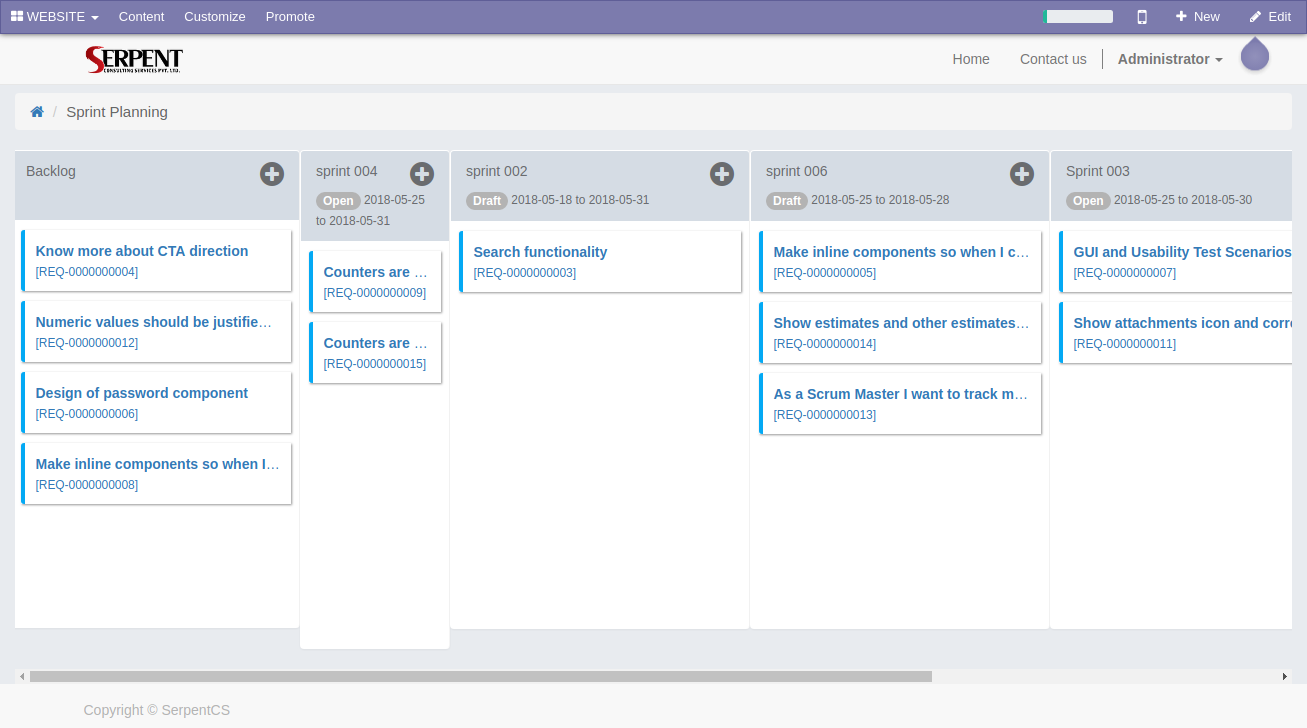 WEBSITE Content Customize Promote New Edit
SERPENT
CONSULTING SERVICES PVT. LTD.
Home Contact us Administrator
/ Sprint Planning
Backlog
Know more about CTA direction
[REQ-0000000004]
Numeric values should be justifie...
[REQ-0000000012]
Design of password component
[REQ-0000000006]
Make inline components so when I...
[REQ-0000000008]
sprint 004
Open 2018-05-25
to 2018-05-31
Counters are ...
[REQ-0000000009]
Counters are ...
[REQ-0000000015]
sprint 002
Draft 2018-05-18 to 2018-05-31
Search functionality
[REQ-0000000003]
sprint 006
Draft 2018-05-25 to 2018-05-28
Make inline components so when I c...
[REQ-0000000005]
Show estimates and other estimates...
[REQ-0000000014]
As a Scrum Master I want to track m...
[REQ-0000000013]
Sprint 003
Open 2018-05-25 to 2018-05-30
GUI and Usability Test Scenarios
[REQ-0000000007]
Show attachments icon and corre
[REQ-0000000011]
Copyright © SerpentCS